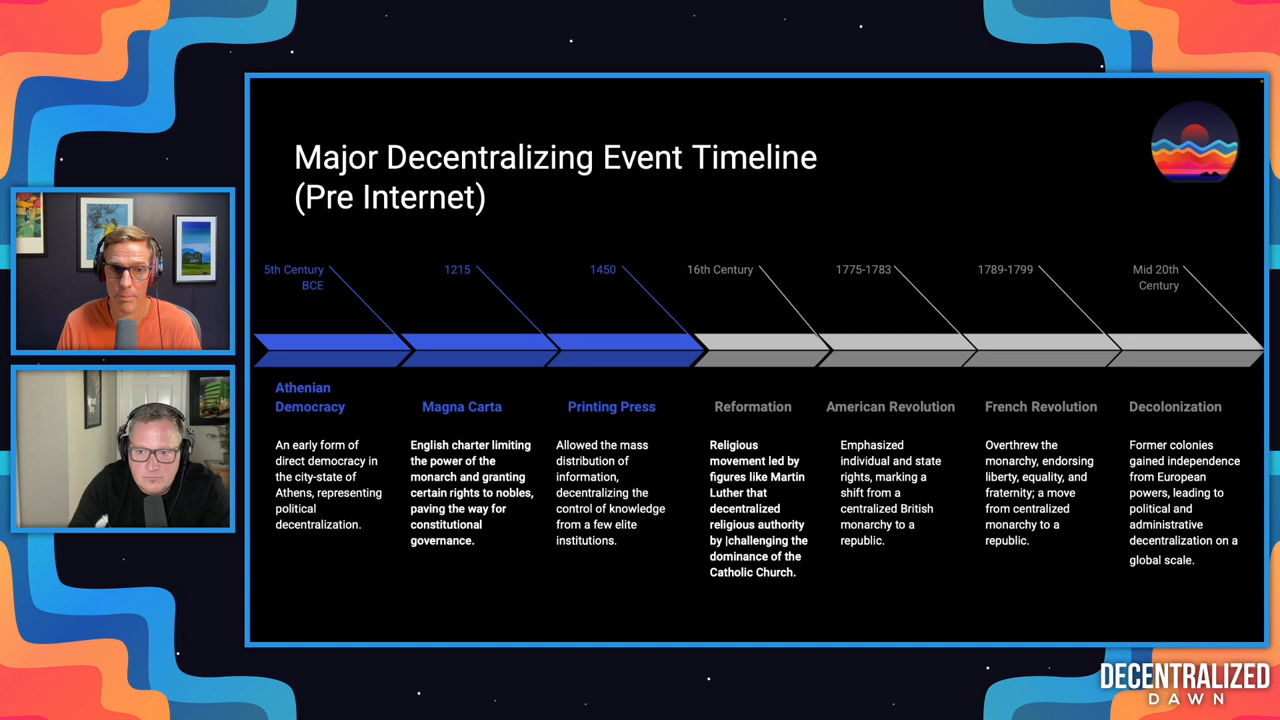 Major Decentralizing Event Timeline
(Pre Internet)
5th Century
BCE
1215
1450
16th Century
1775-1783
1789-1799
Mid 20th
Century
Athenian
Democracy
Magna Carta
Printing Press
Reformation
American Revolution
French Revolution
Decolonization
An early form of
direct democracy in
the city-state of
Athens, representing
political
decentralization.
English charter limiting
the power of the
monarch and granting
certain rights to nobles,
paving the way for
constitutional
governance.
Allowed the mass
distribution of
information,
decentralizing the
control of knowledge
from a few elite
institutions.
Religious
movement led by
figures like Martin
Luther that
decentralized
religious authority
by |challenging the
dominance of the
Catholic Church.
Emphasized
individual and state
rights, marking a
shift from a
centralized British
monarchy to a
republic.
Overthrew the
monarchy, endorsing
liberty, equality, and
fraternity; a move
from centralized
monarchy to a
republic.
Former colonies
gained independence
from European
powers, leading to
political and
administrative
decentralization on a
global scale.
DECENTRALIZED
DAWN